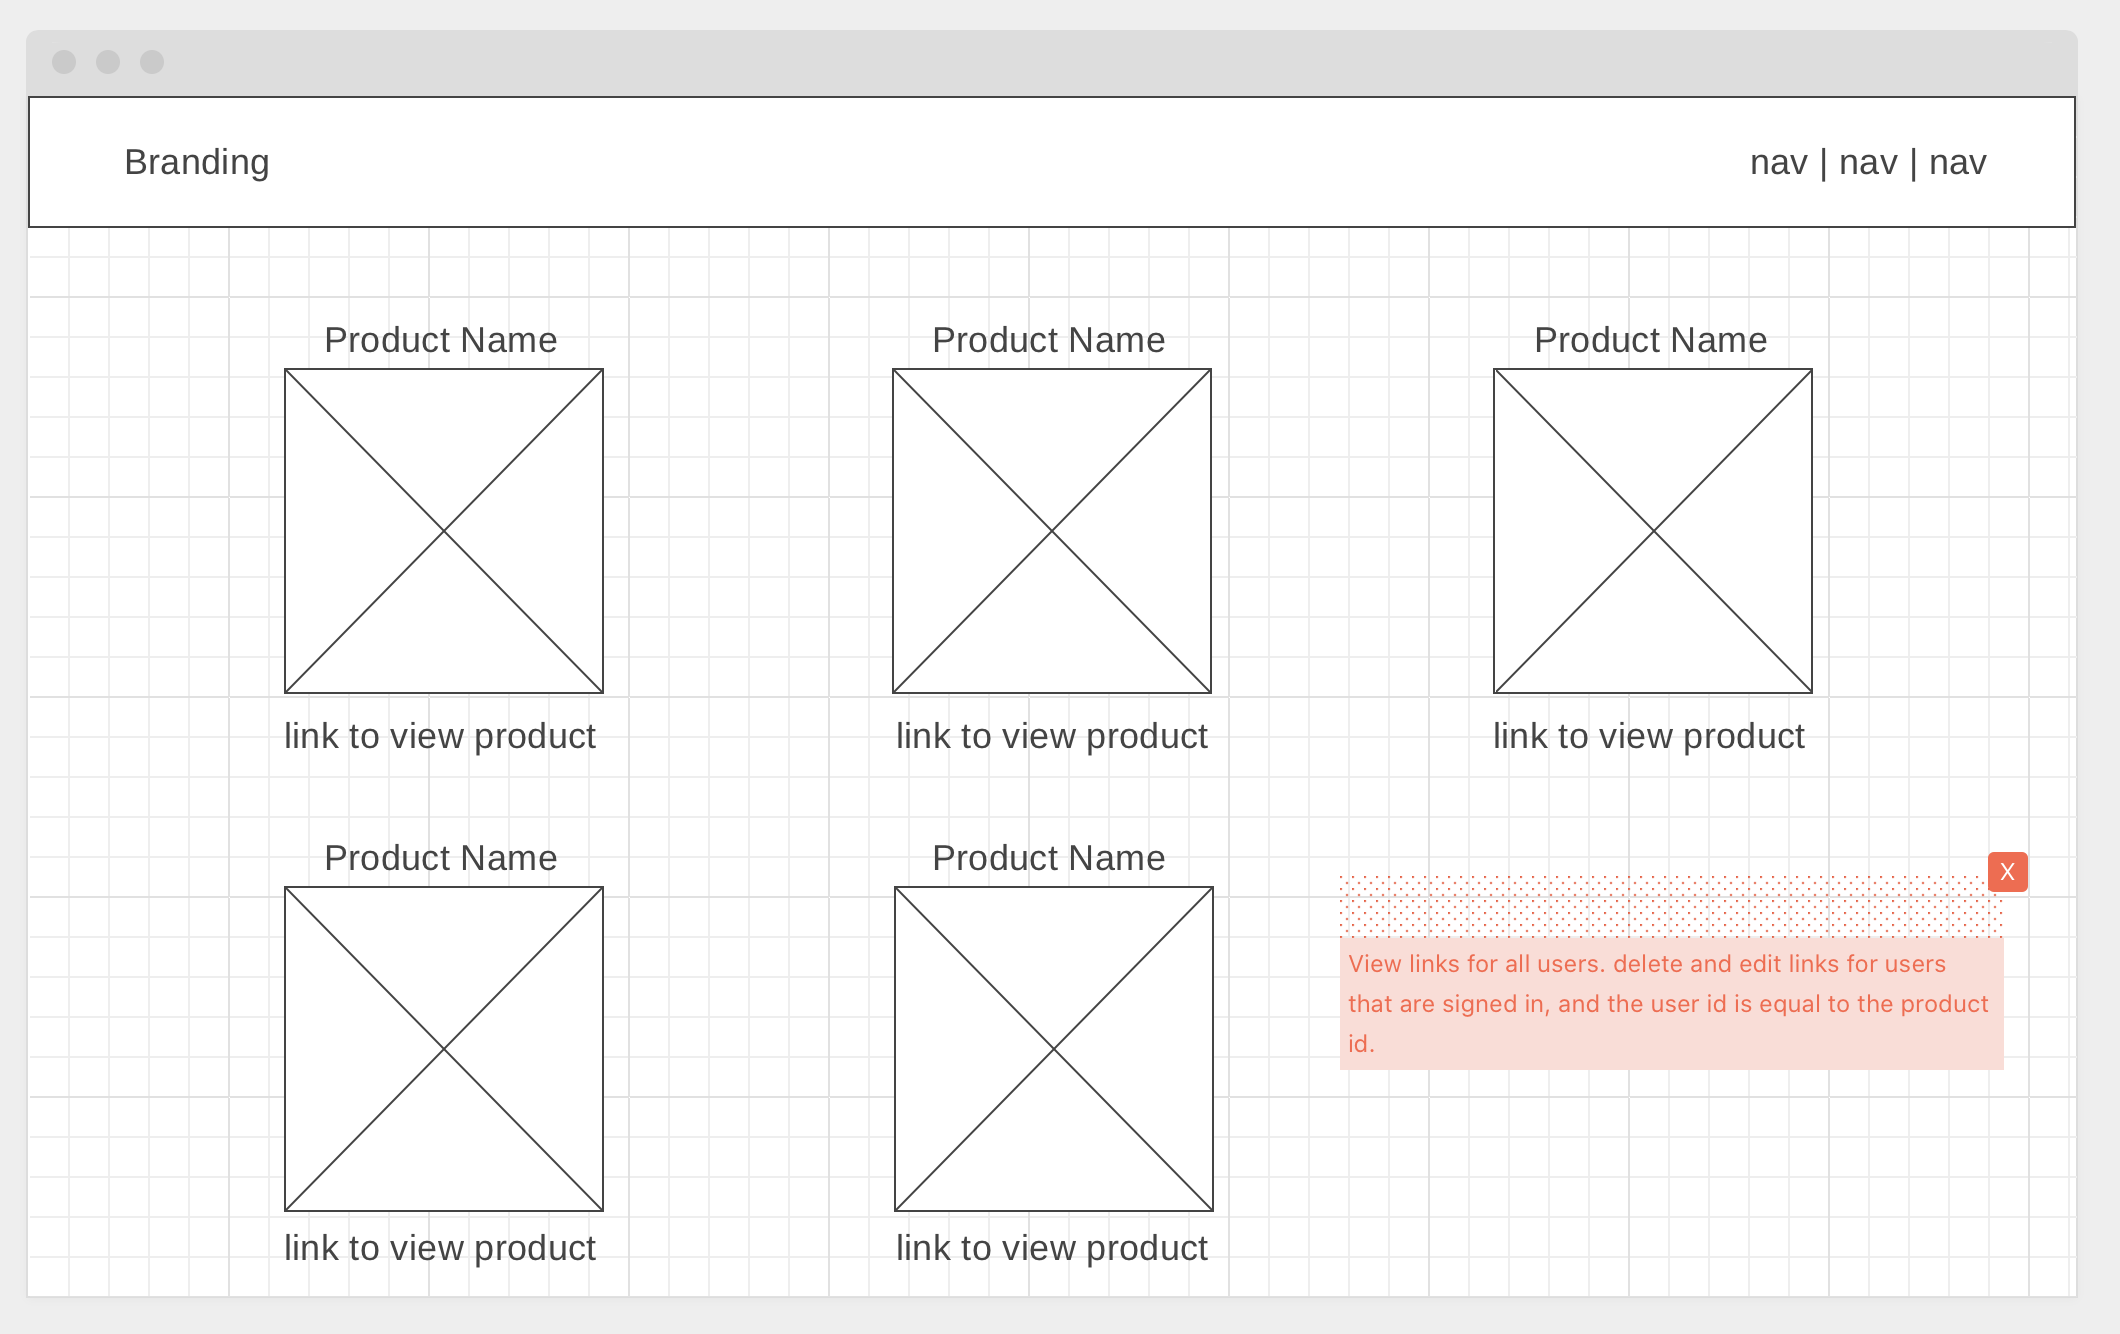 Branding
nav | nav | nav
Product Name
Product Name
Product Name
link to view product
link to view product
link to view product
Product Name
Product Name
X
View links for all users. delete and edit links for users
that are signed in, and the user id is equal to the product
id.
link to view product
link to view product